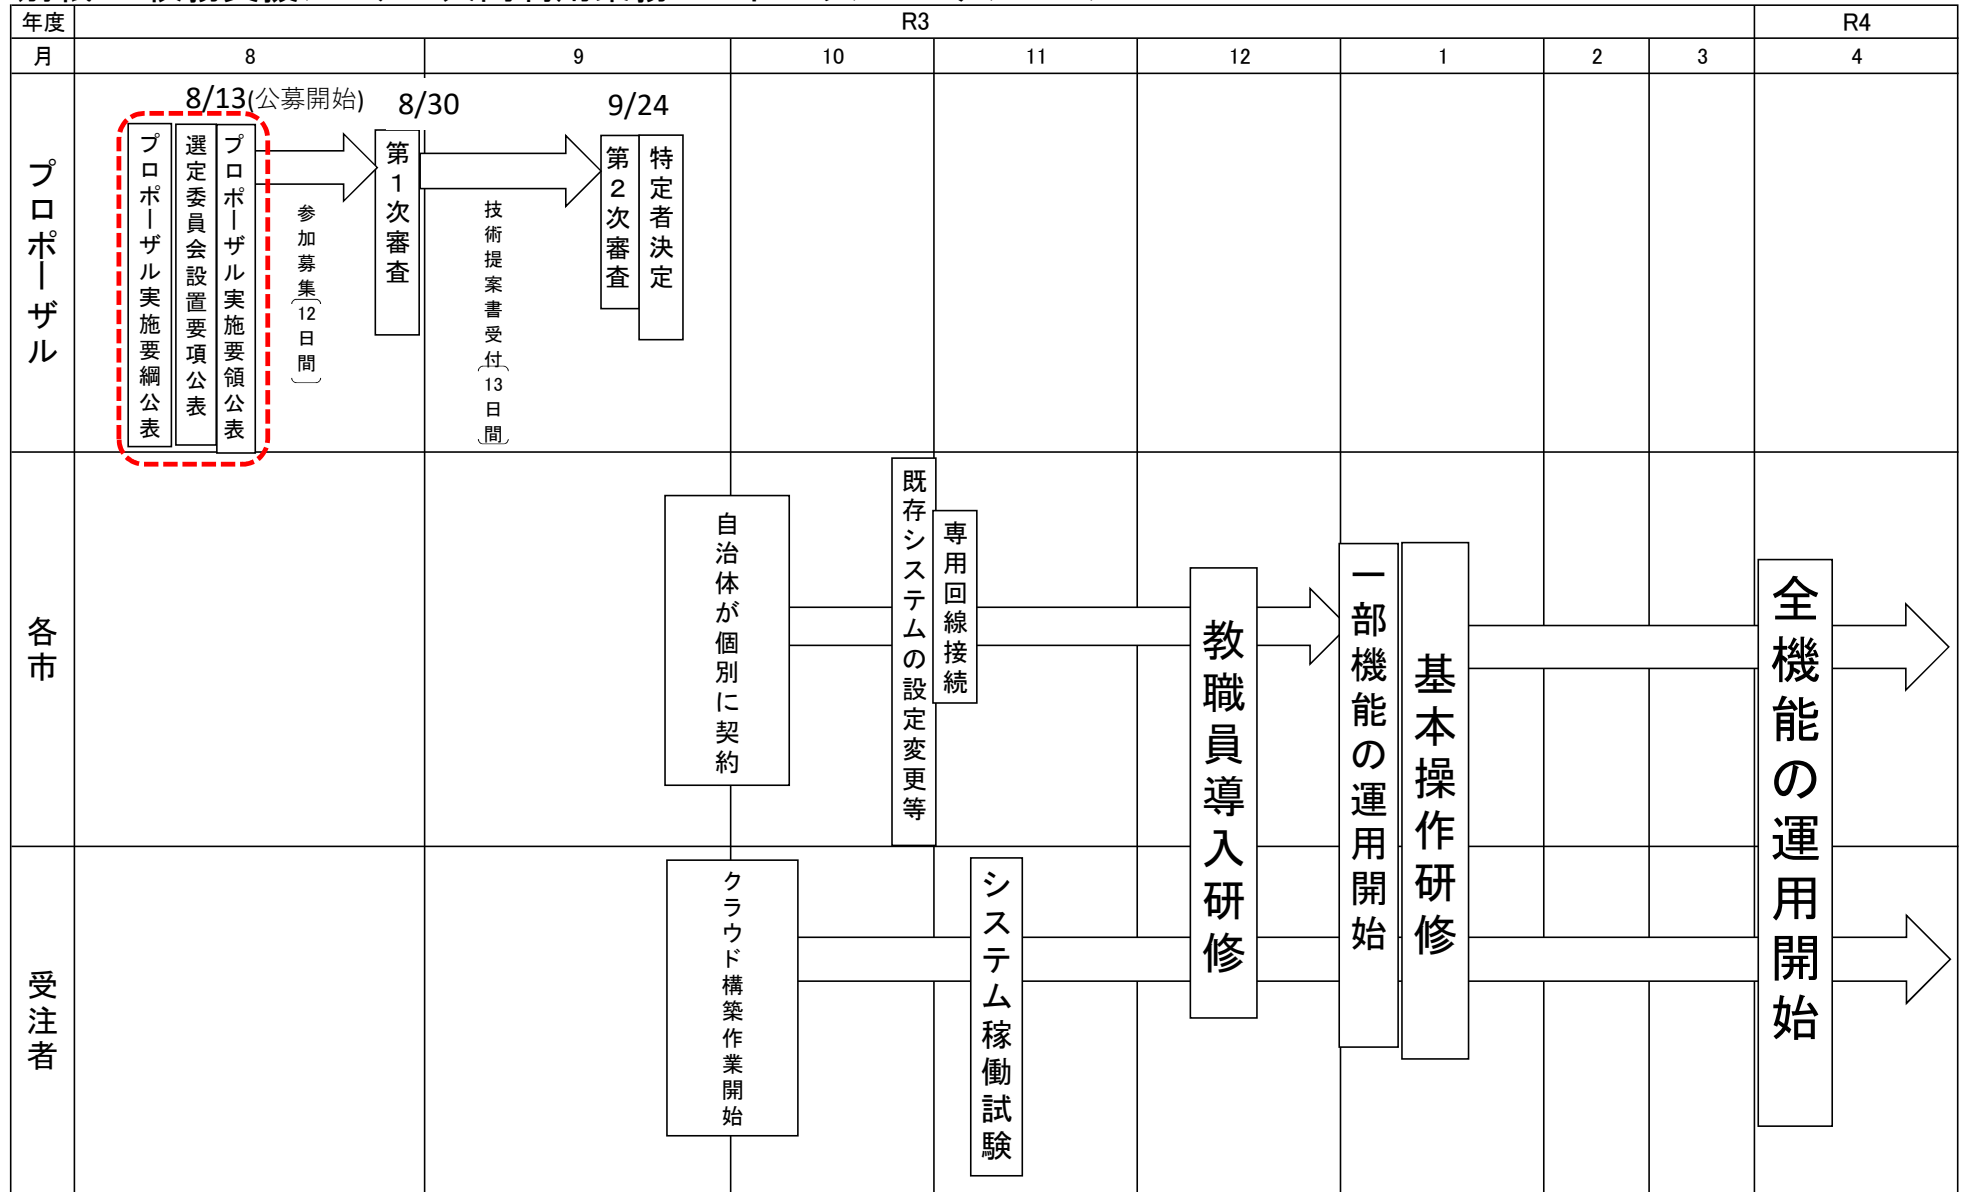 年度
R3
R4
月
8
9
10
11
12
1
2
3
4
プロポーザル
8/13(公募開始)
8/30
9/24
プロポーザル実施要綱公表
選定委員会設置要項公表
プロポーザル実施要領公表
参加募集(12日間)
第1次審査
技術提案書受付(13日間)
第2次審査
特定者決定
各市
自治体が個別に契約
既存システムの設定変更等
専用回線接続
教職員導入研修
一部機能の運用開始
基本操作研修
全機能の運用開始
受注者
クラウド構築作業開始
システム稼働試験